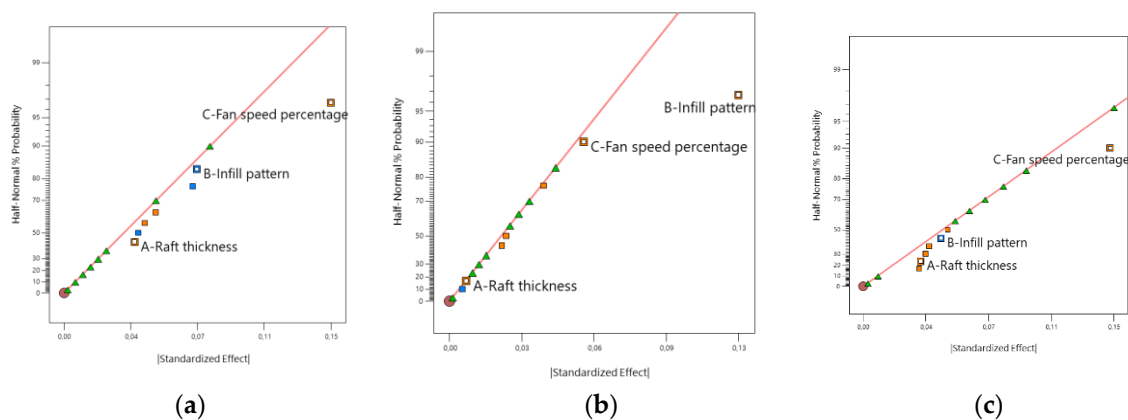 Half-Normal % Probability
99
95
90
80
70
50
30
20
10
0
C-Fan speed percentage
B-Infill pattern
A-Raft thickness
0,00
0,04
0,07
0,11
0,15
|Standardized Effect|
(a)
Half-Normal % Probability
99
95
90
80
70
50
30
20
10
0
B-Infill pattern
C-Fan speed percentage
A-Raft thickness
0,00
0,03
0,06
0,09
0,13
|Standardized Effect|
(b)
Half-Normal % Probability
99
95
90
80
70
50
30
20
10
0
C-Fan speed percentage
B-Infill pattern
A-Raft thickness
0,00
0,04
0,07
0,11
0,15
|Standardized Effect|
(c)